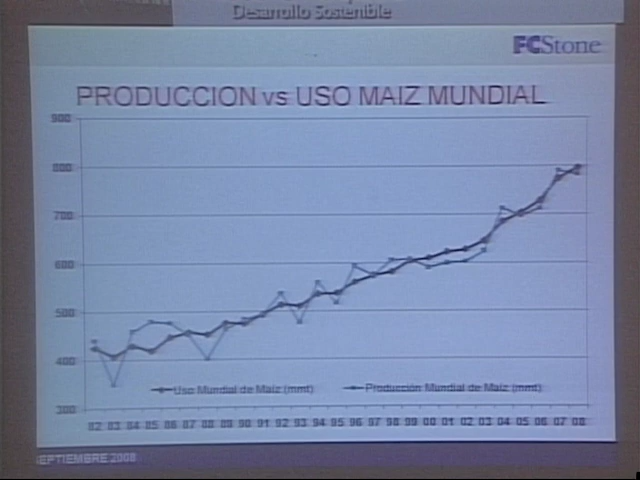 Desarrollo Sostenible
FCStone
PRODUCCION vs USO MAIZ MUNDIAL
900
800
700
600
500
400
300
82 83 84 85 86 87 88 89 90 91 92 93 94 95 96 97 98 99 00 01 02 03 04 05 06 07 08
Uso Mundial de Maiz (mmt) Producción Mundial de Maiz (mmt)
SEPTIEMBRE 2008